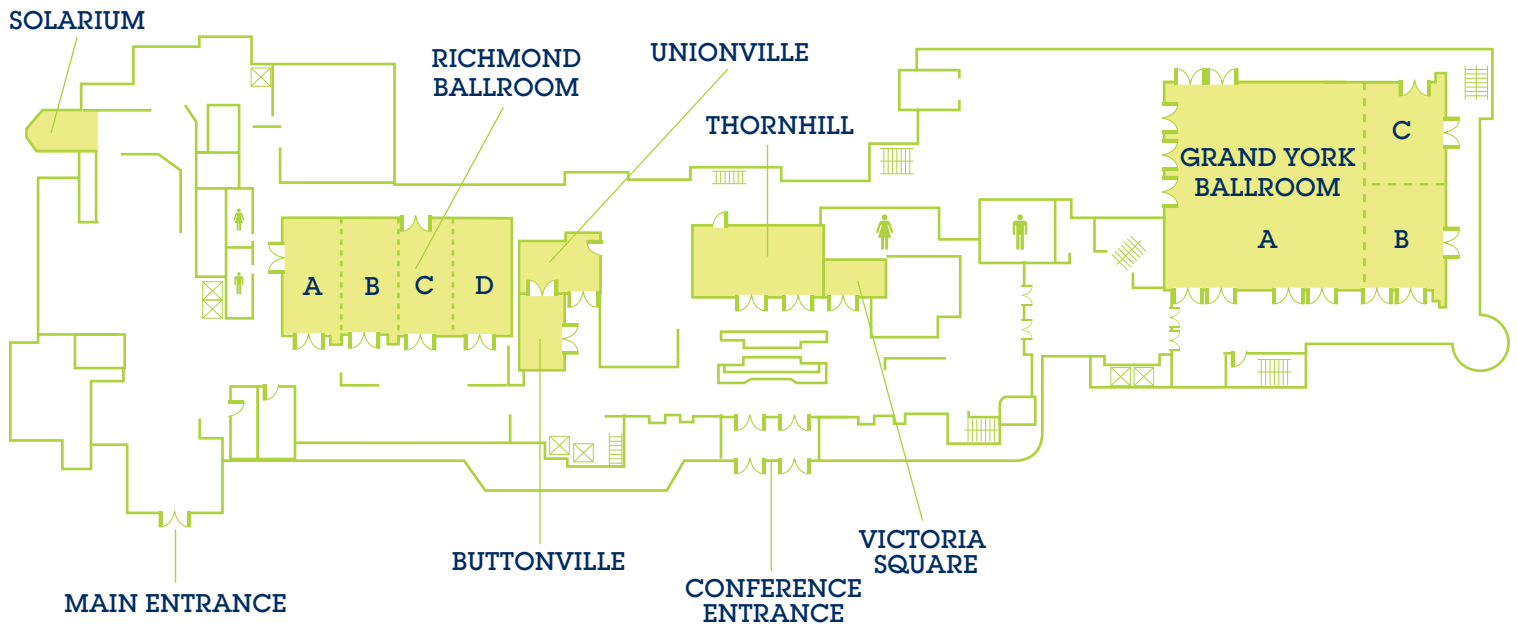 SOLARIUM
RICHMOND
BALLROOM
UNIONVILLE
THORNHILL
GRAND YORK
BALLROOM
C
A
B
A
B
C
D
BUTTONVILLE
VICTORIA
SQUARE
MAIN ENTRANCE
CONFERENCE
ENTRANCE